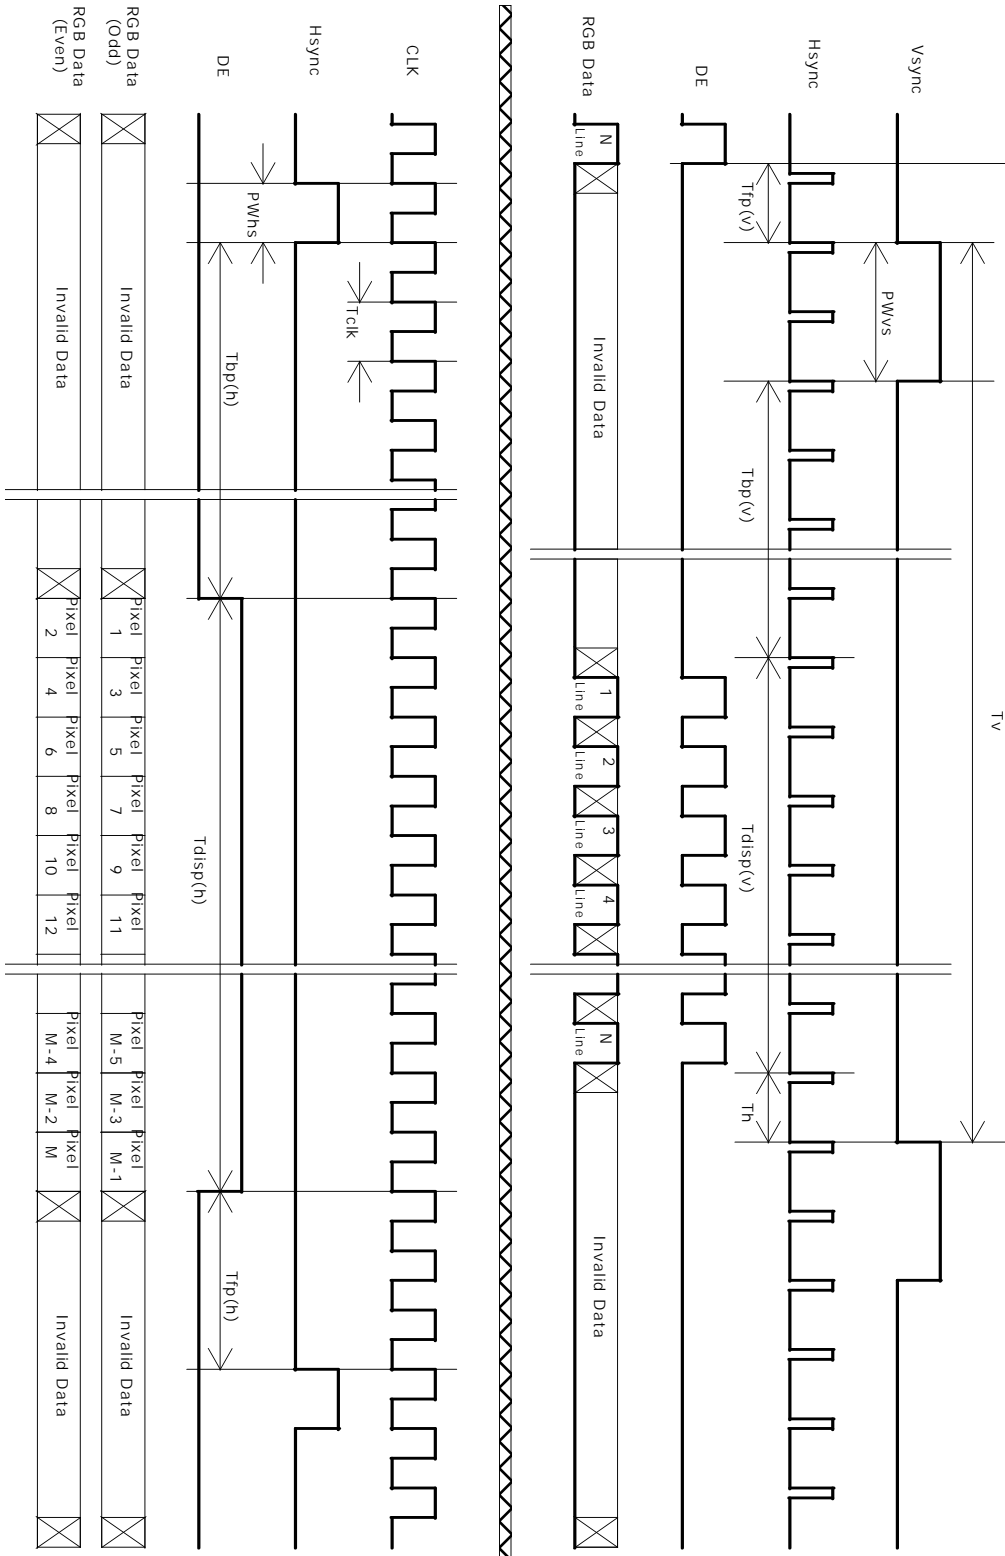 Vsync
Tv
PWvs
Hsync
Tfp(v)
Tbp(v)
Tdisp(v)
Th
DE
RGB Data
Line N
Invalid Data
Line 1
Line 2
Line 3
Line 4
Line N
Invalid Data
CLK
Tclk
Hsync
PWhs
DE
Tbp(h)
Tdisp(h)
Tfp(h)
RGB Data
(Odd)
Invalid Data
Pixel 1
Pixel 3
Pixel 5
Pixel 7
Pixel 9
Pixel 11
Pixel M-5
Pixel M-3
Pixel M-1
Invalid Data
RGB Data
(Even)
Invalid Data
Pixel 2
Pixel 4
Pixel 6
Pixel 8
Pixel 10
Pixel 12
Pixel M-4
Pixel M-2
Pixel M
Invalid Data